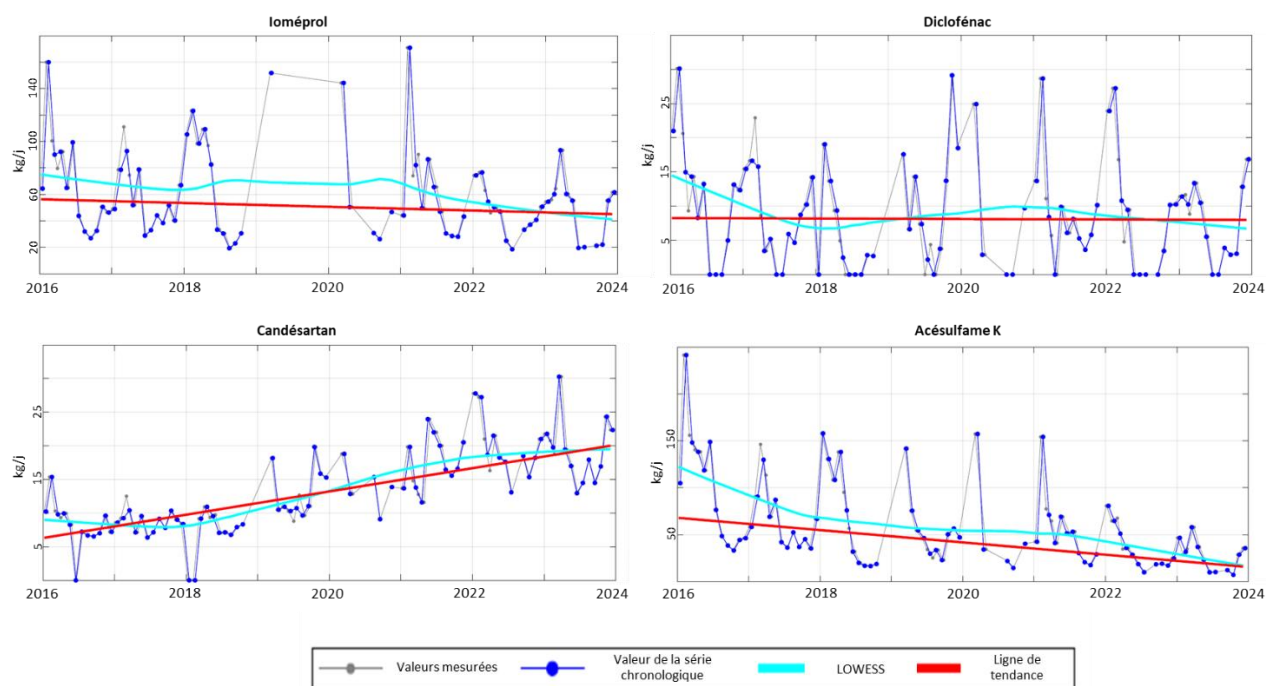 Ioméprol
kg/j
140
100
60
20
2016 2018 2020 2022 2024
Diclofénac
kg/j
25
15
5
2016 2018 2020 2022 2024
Candésartan
kg/j
25
15
5
2016 2018 2020 2022 2024
Acésulfame K
kg/j
150
50
2016 2018 2020 2022 2024
Valeurs mesurées
Valeur de la série
chronologique
LOWESS
Ligne de
tendance